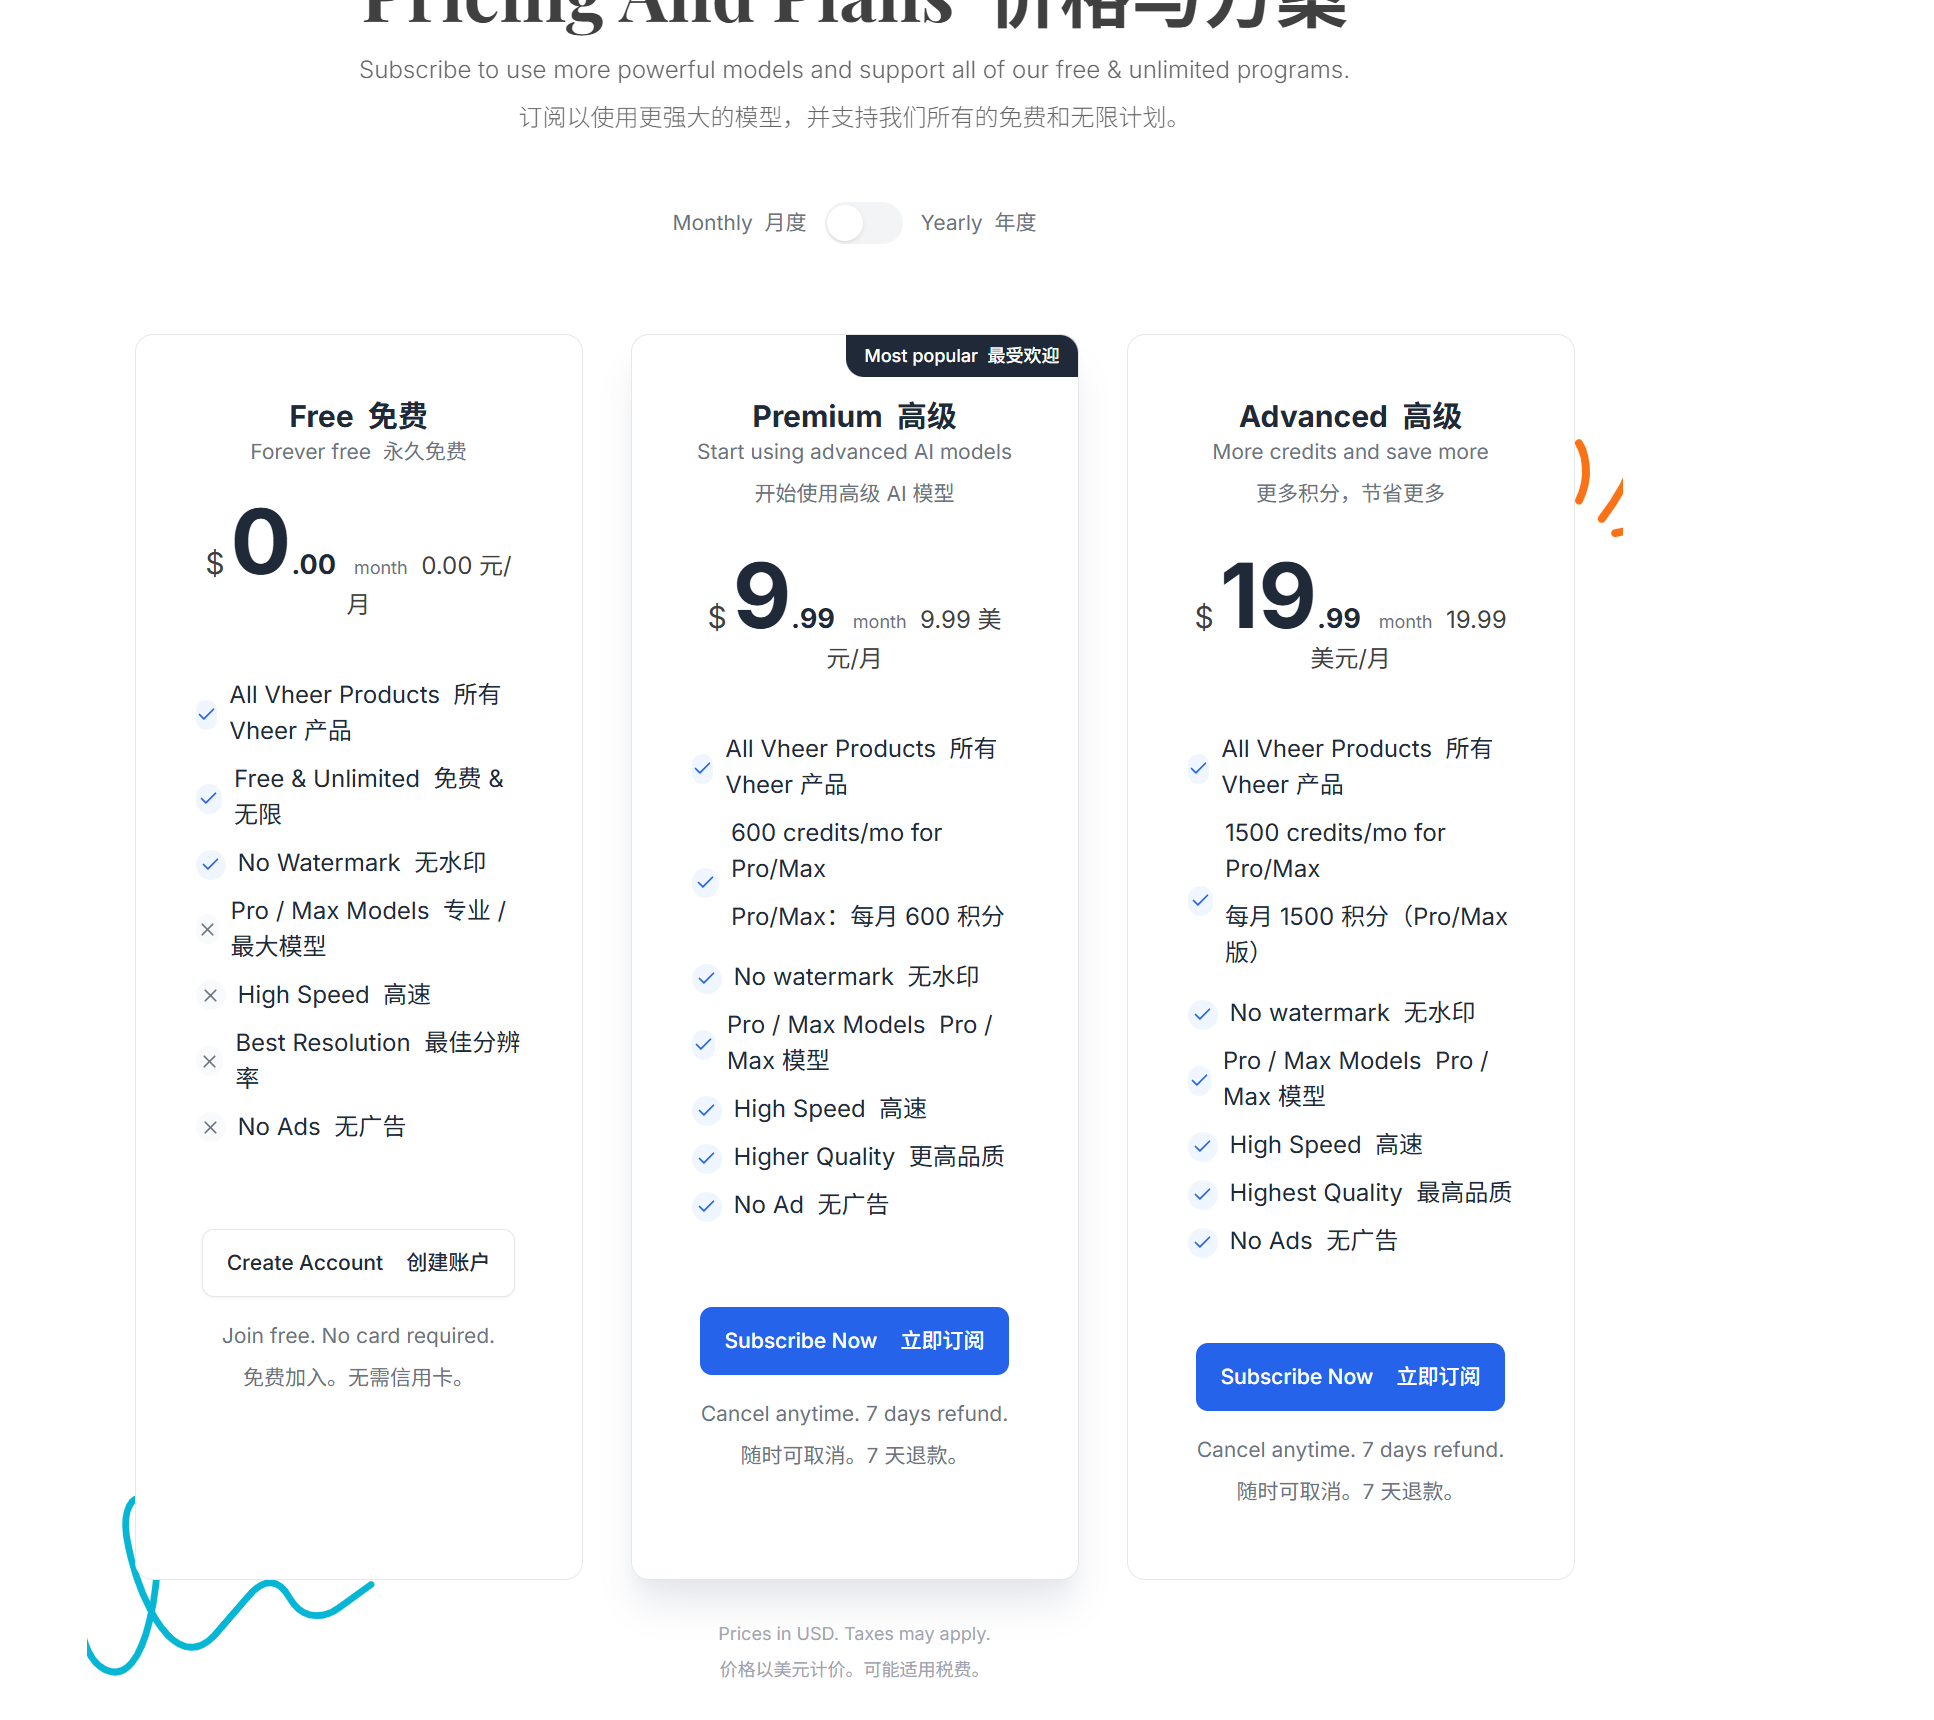 Pricing And Plans 价格与方案
Subscribe to use more powerful models and support all of our free & unlimited programs.
订阅以使用更强大的模型，并支持我们所有的免费和无限计划。
Monthly 月度
Yearly 年度
Free 免费
Forever free 永久免费
$0.00 month 0.00 元/
月
All Vheer Products 所有
Vheer 产品
Free & Unlimited 免费 &
无限
No Watermark 无水印
Pro / Max Models 专业 /
最大模型
High Speed 高速
Best Resolution 最佳分辨
率
No Ads 无广告
Create Account 创建账户
Join free. No card required.
免费加入。无需信用卡。
Most popular 最受欢迎
Premium 高级
Start using advanced AI models
开始使用高级 AI 模型
$9.99 month 9.99 美
元/月
All Vheer Products 所有
Vheer 产品
600 credits/mo for
Pro/Max
Pro/Max：每月 600 积分
No watermark 无水印
Pro / Max Models Pro /
Max 模型
High Speed 高速
Higher Quality 更高品质
No Ad 无广告
Subscribe Now 立即订阅
Cancel anytime. 7 days refund.
随时可取消。7 天退款。
Advanced 高级
More credits and save more
更多积分，节省更多
$19.99 month 19.99
美元/月
All Vheer Products 所有
Vheer 产品
1500 credits/mo for
Pro/Max
每月 1500 积分（Pro/Max
版）
No watermark 无水印
Pro / Max Models Pro /
Max 模型
High Speed 高速
Highest Quality 最高品质
No Ads 无广告
Subscribe Now 立即订阅
Cancel anytime. 7 days refund.
随时可取消。7 天退款。
Prices in USD. Taxes may apply.
价格以美元计价。可能适用税费。